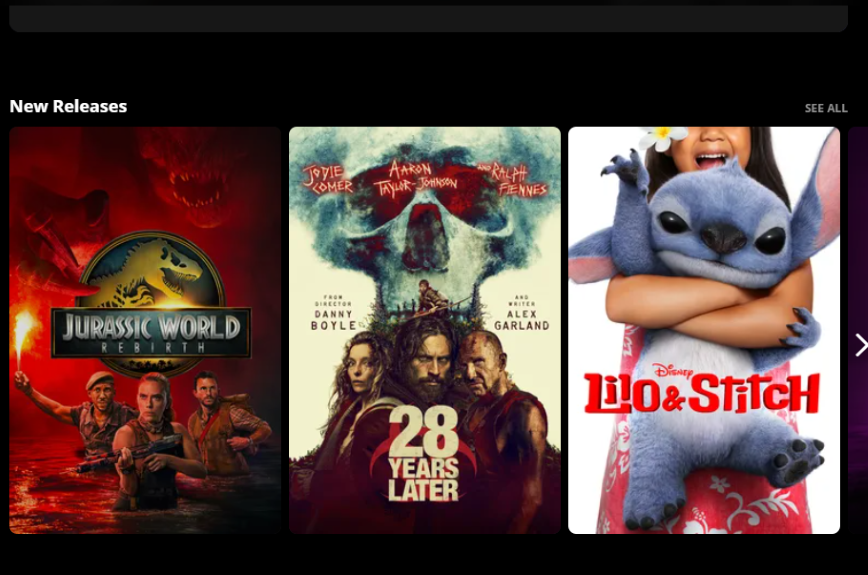 New Releases
SEE ALL
JURASSIC WORLD
REBIRTH
JODIE
COMER
AARON
TAYLOR-JOHNSON
AND RALPH
FIENNES
FROM
DIRECTOR
DANNY
BOYLE
AND
WRITER
ALEX
GARLAND
28
YEARS
LATER
Disney
Lilo & Stitch